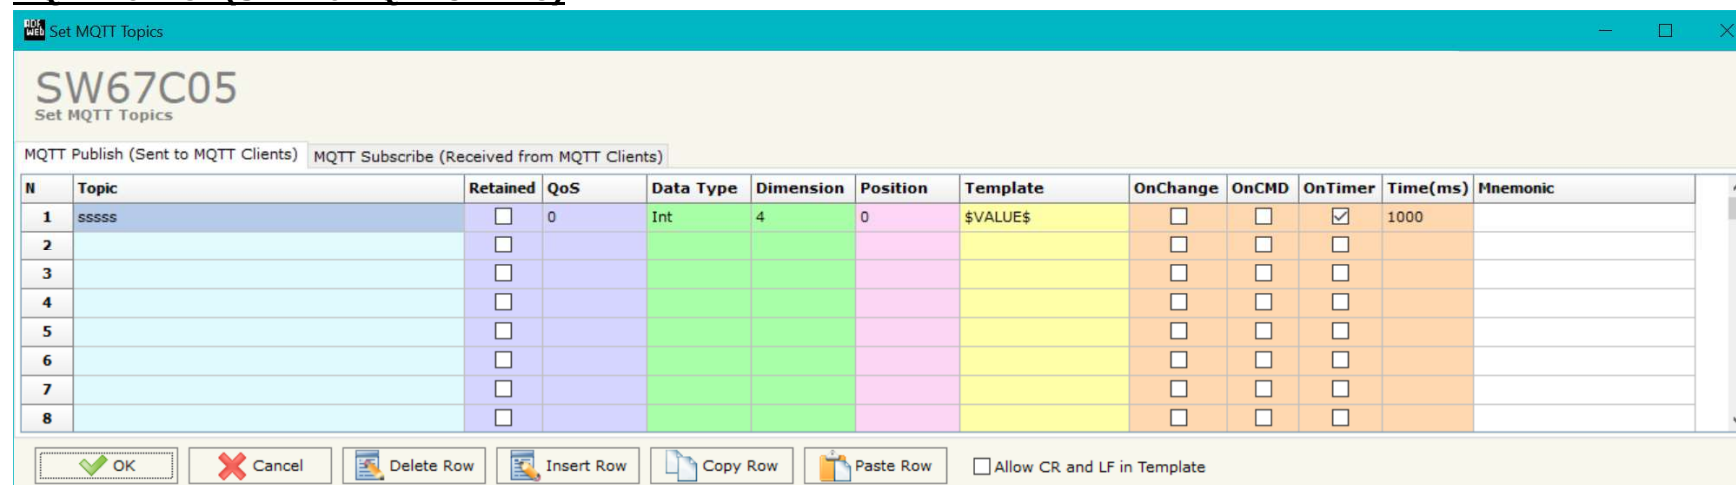 ADF WEB Set MQTT Topics
SW67C05
Set MQTT Topics
MQTT Publish (Sent to MQTT Clients) MQTT Subscribe (Received from MQTT Clients)
N Topic Retained QoS Data Type Dimension Position Template OnChange OnCMD OnTimer Time(ms) Mnemonic
1 sssss 0 Int 4 0 $VALUE$ 1000
2
3
4
5
6
7
8
OK Cancel Delete Row Insert Row Copy Row Paste Row Allow CR and LF in Template